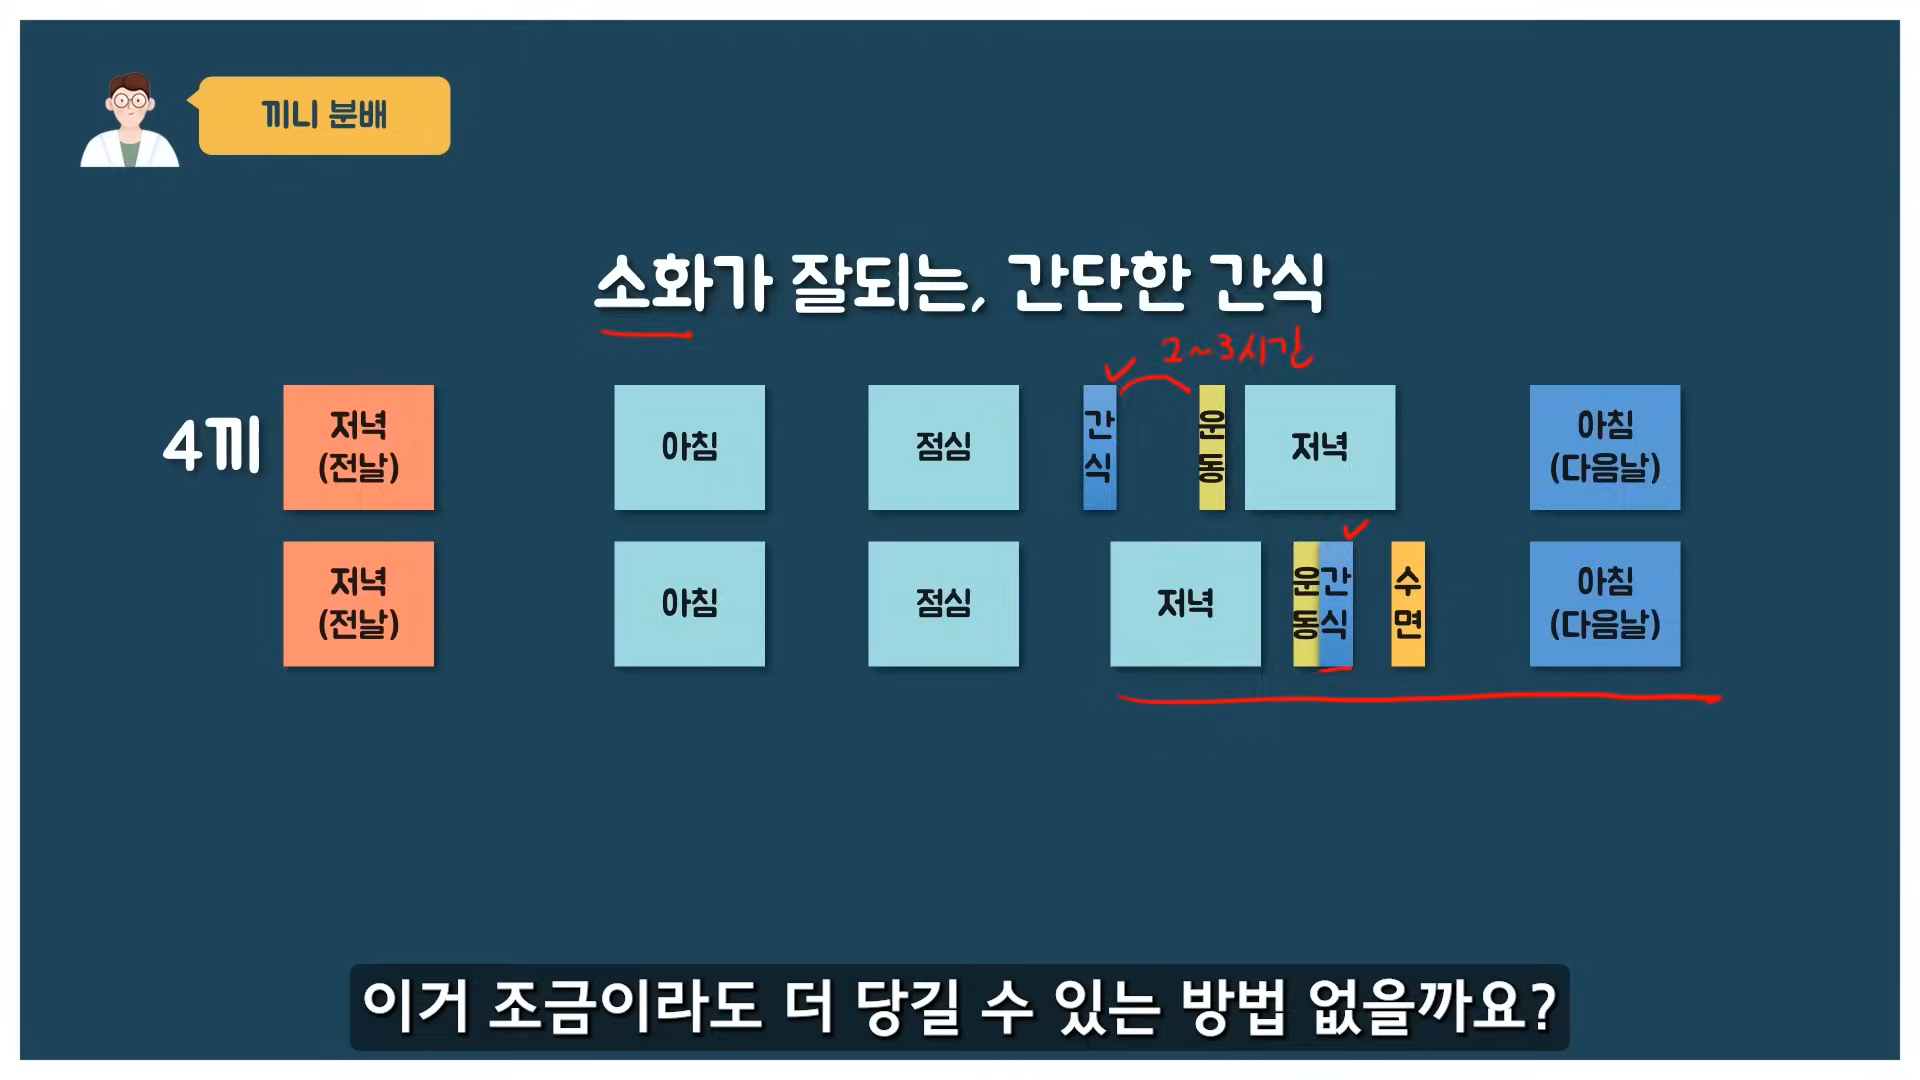 끼니 분배
소화가 잘되는, 간단한 간식
2~3시간
4끼
저녁
(전날)
아침
점심
간식
운동
저녁
아침
(다음날)
저녁
(전날)
아침
점심
저녁
운동
간식
수면
아침
(다음날)
이거 조금이라도 더 당길 수 있는 방법 없을까요?